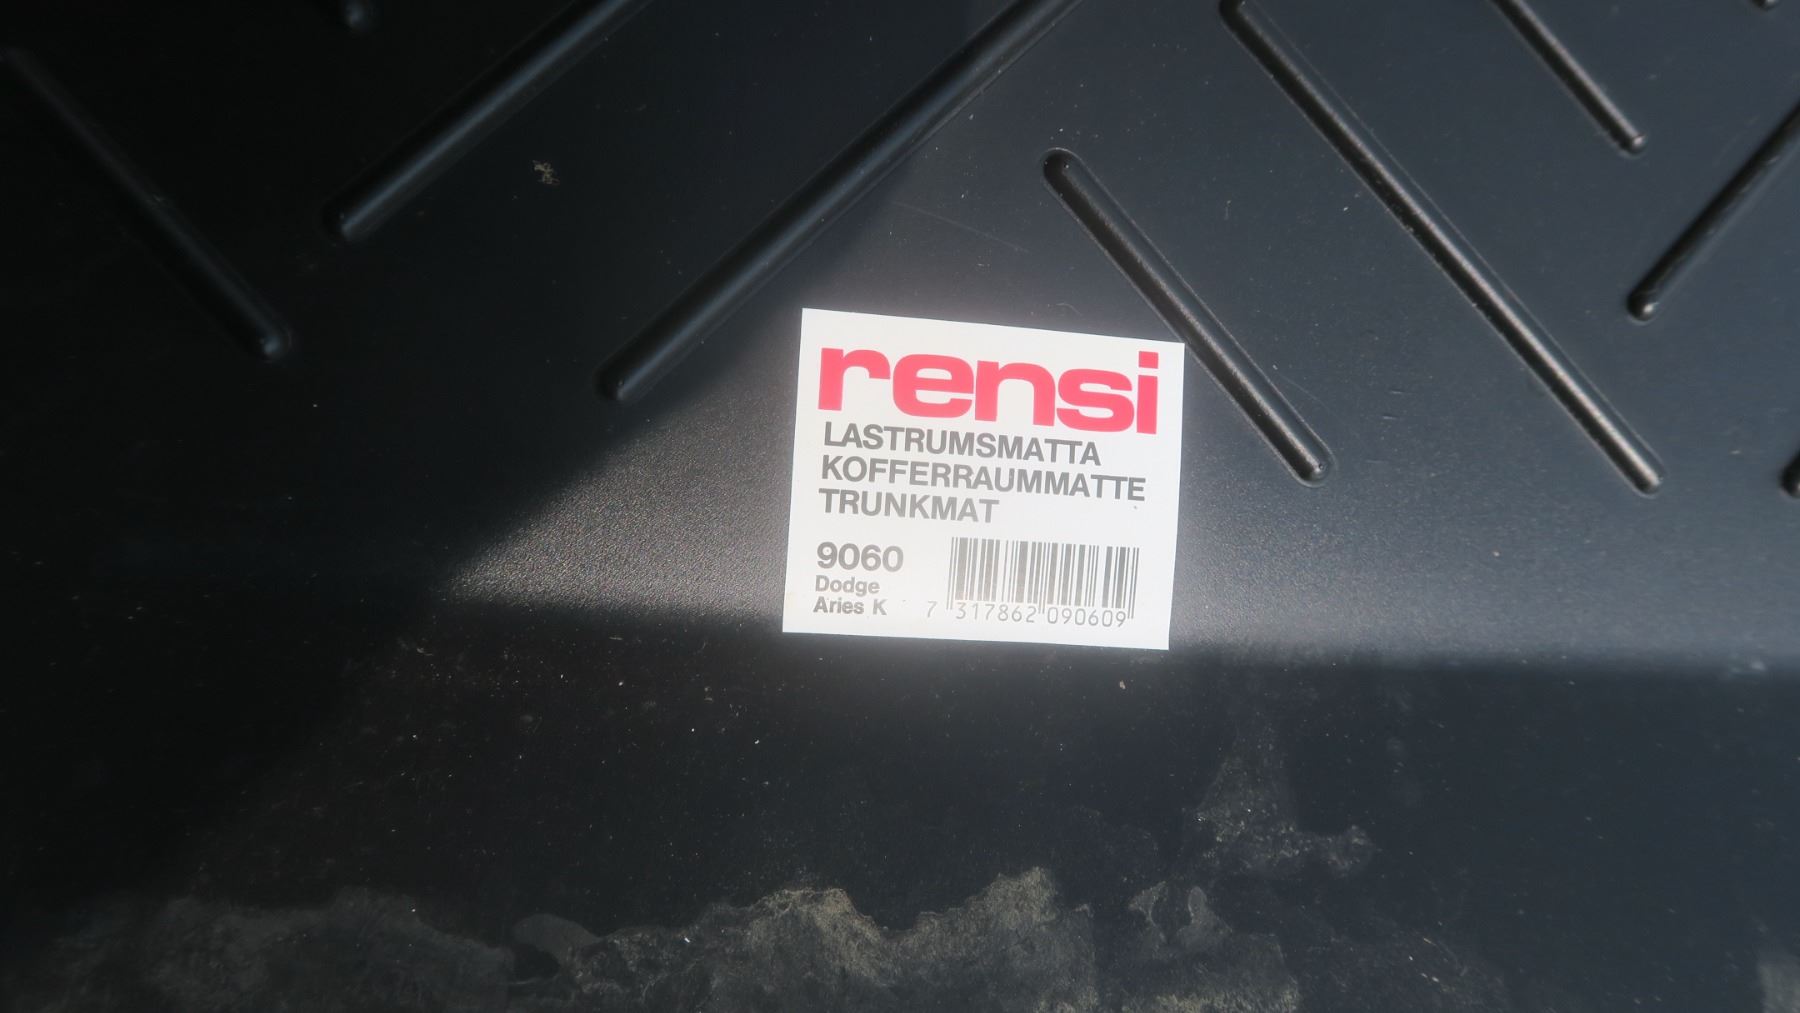 rensi
LASTRUMSMATTA
KOFFERRAUMMATTE
TRUNKMAT
9060
Dodge
Aries K
7 317862 090609